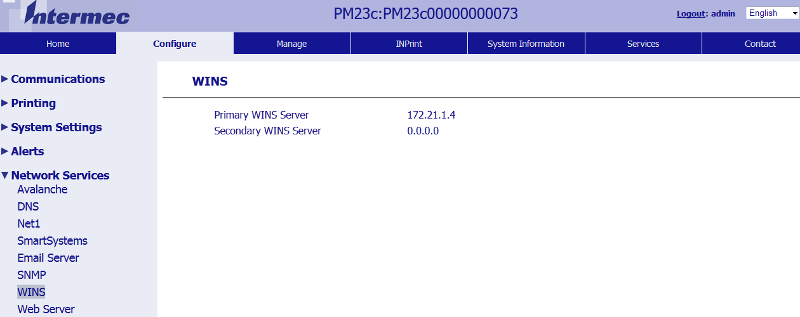 Intermec
PM23c:PM23c00000000073
Logout: admin
English
Home
Configure
Manage
INPrint
System Information
Services
Contact
Communications
Printing
System Settings
Alerts
Network Services
Avalanche
DNS
Net1
SmartSystems
Email Server
SNMP
WINS
Web Server
WINS
Primary WINS Server 172.21.1.4
Secondary WINS Server 0.0.0.0